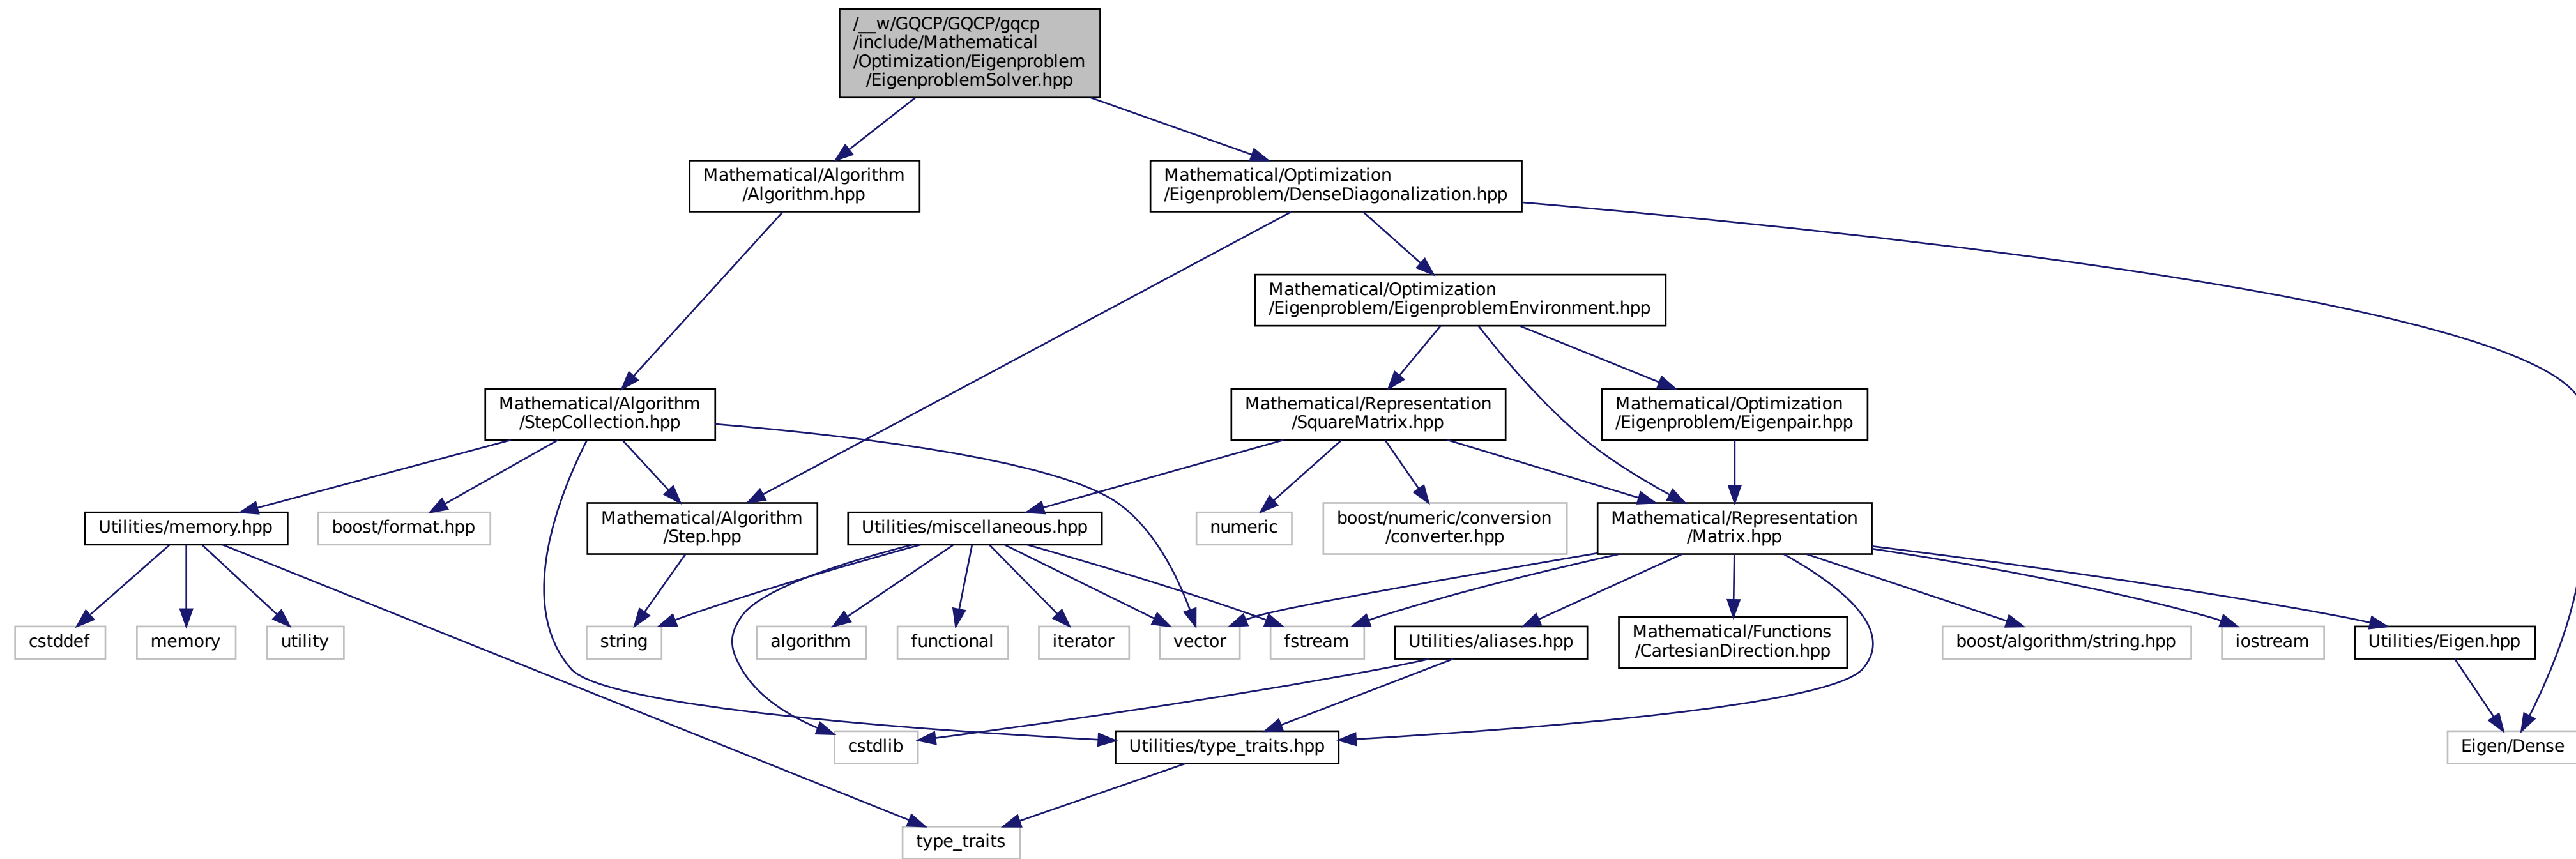 /__w/GQCP/GQCP/gqcp
/include/Mathematical
/Optimization/Eigenproblem
/EigenproblemSolver.hpp
Mathematical/Algorithm
/Algorithm.hpp
Mathematical/Optimization
/Eigenproblem/DenseDiagonalization.hpp
Mathematical/Optimization
/Eigenproblem/EigenproblemEnvironment.hpp
Mathematical/Algorithm
/StepCollection.hpp
Mathematical/Representation
/SquareMatrix.hpp
Mathematical/Optimization
/Eigenproblem/Eigenpair.hpp
Utilities/memory.hpp
boost/format.hpp
Mathematical/Algorithm
/Step.hpp
Utilities/miscellaneous.hpp
numeric
boost/numeric/conversion
/converter.hpp
Mathematical/Representation
/Matrix.hpp
cstddef
memory
utility
string
algorithm
functional
iterator
vector
fstream
Utilities/aliases.hpp
Mathematical/Functions
/CartesianDirection.hpp
boost/algorithm/string.hpp
iostream
Utilities/Eigen.hpp
cstdlib
Utilities/type_traits.hpp
Eigen/Dense
type_traits